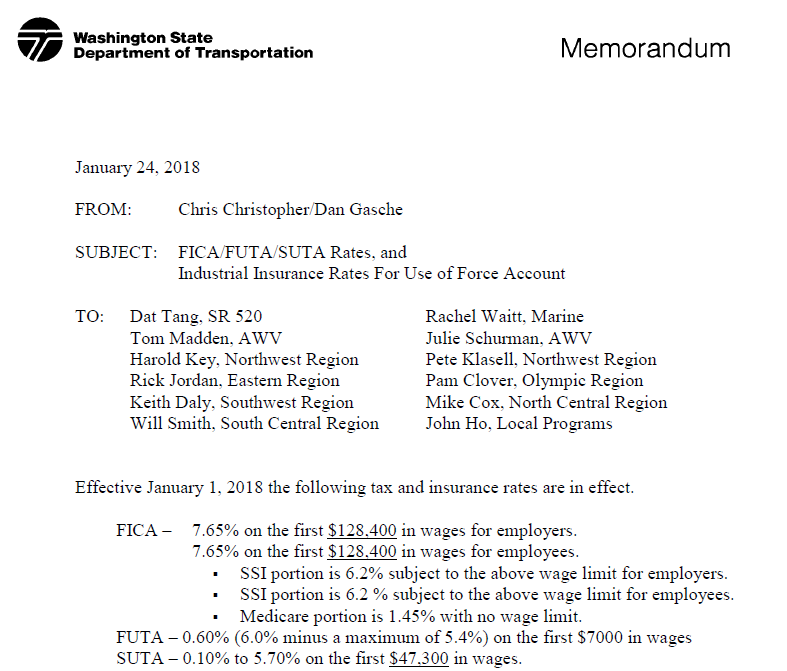 Washington State
Department of Transportation
Memorandum
January 24, 2018
FROM: Chris Christopher/Dan Gasche
SUBJECT: FICA/FUTA/SUTA Rates, and
Industrial Insurance Rates For Use of Force Account
TO: Dat Tang, SR 520 Rachel Waitt, Marine
Tom Madden, AWV Julie Schurman, AWV
Harold Key, Northwest Region Pete Klasell, Northwest Region
Rick Jordan, Eastern Region Pam Clover, Olympic Region
Keith Daly, Southwest Region Mike Cox, North Central Region
Will Smith, South Central Region John Ho, Local Programs
Effective January 1, 2018 the following tax and insurance rates are in effect.
FICA – 7.65% on the first $128,400 in wages for employers.
7.65% on the first $128,400 in wages for employees.
▪ SSI portion is 6.2% subject to the above wage limit for employers.
▪ SSI portion is 6.2 % subject to the above wage limit for employees.
▪ Medicare portion is 1.45% with no wage limit.
FUTA – 0.60% (6.0% minus a maximum of 5.4%) on the first $7000 in wages
SUTA – 0.10% to 5.70% on the first $47,300 in wages.